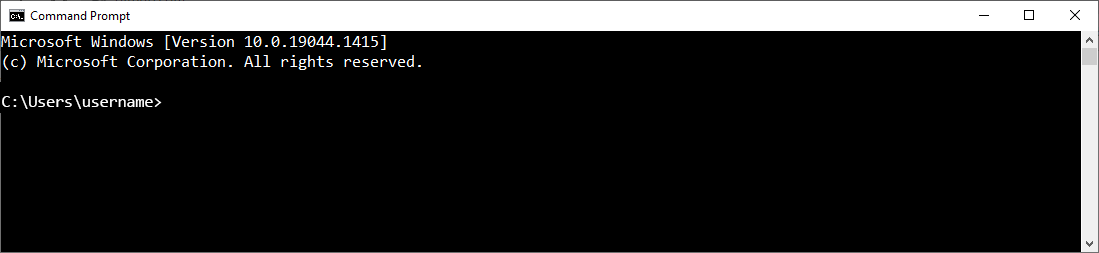 Command Prompt
Microsoft Windows [Version 10.0.19044.1415]
(c) Microsoft Corporation. All rights reserved.
C:\Users\username>